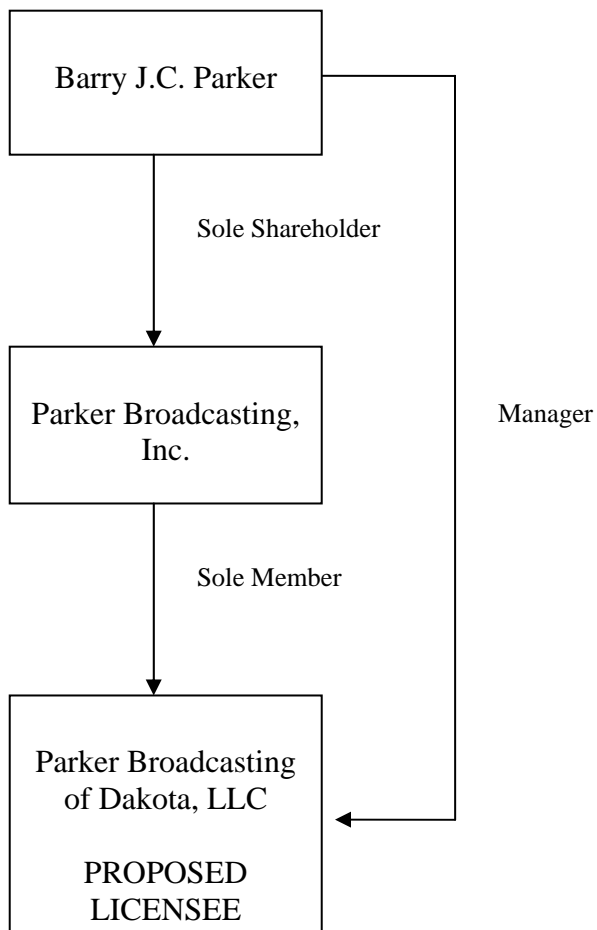 Barry J.C. Parker
Sole Shareholder
Parker Broadcasting,
Inc.
Manager
Sole Member
Parker Broadcasting
of Dakota, LLC
PROPOSED
LICENSEE